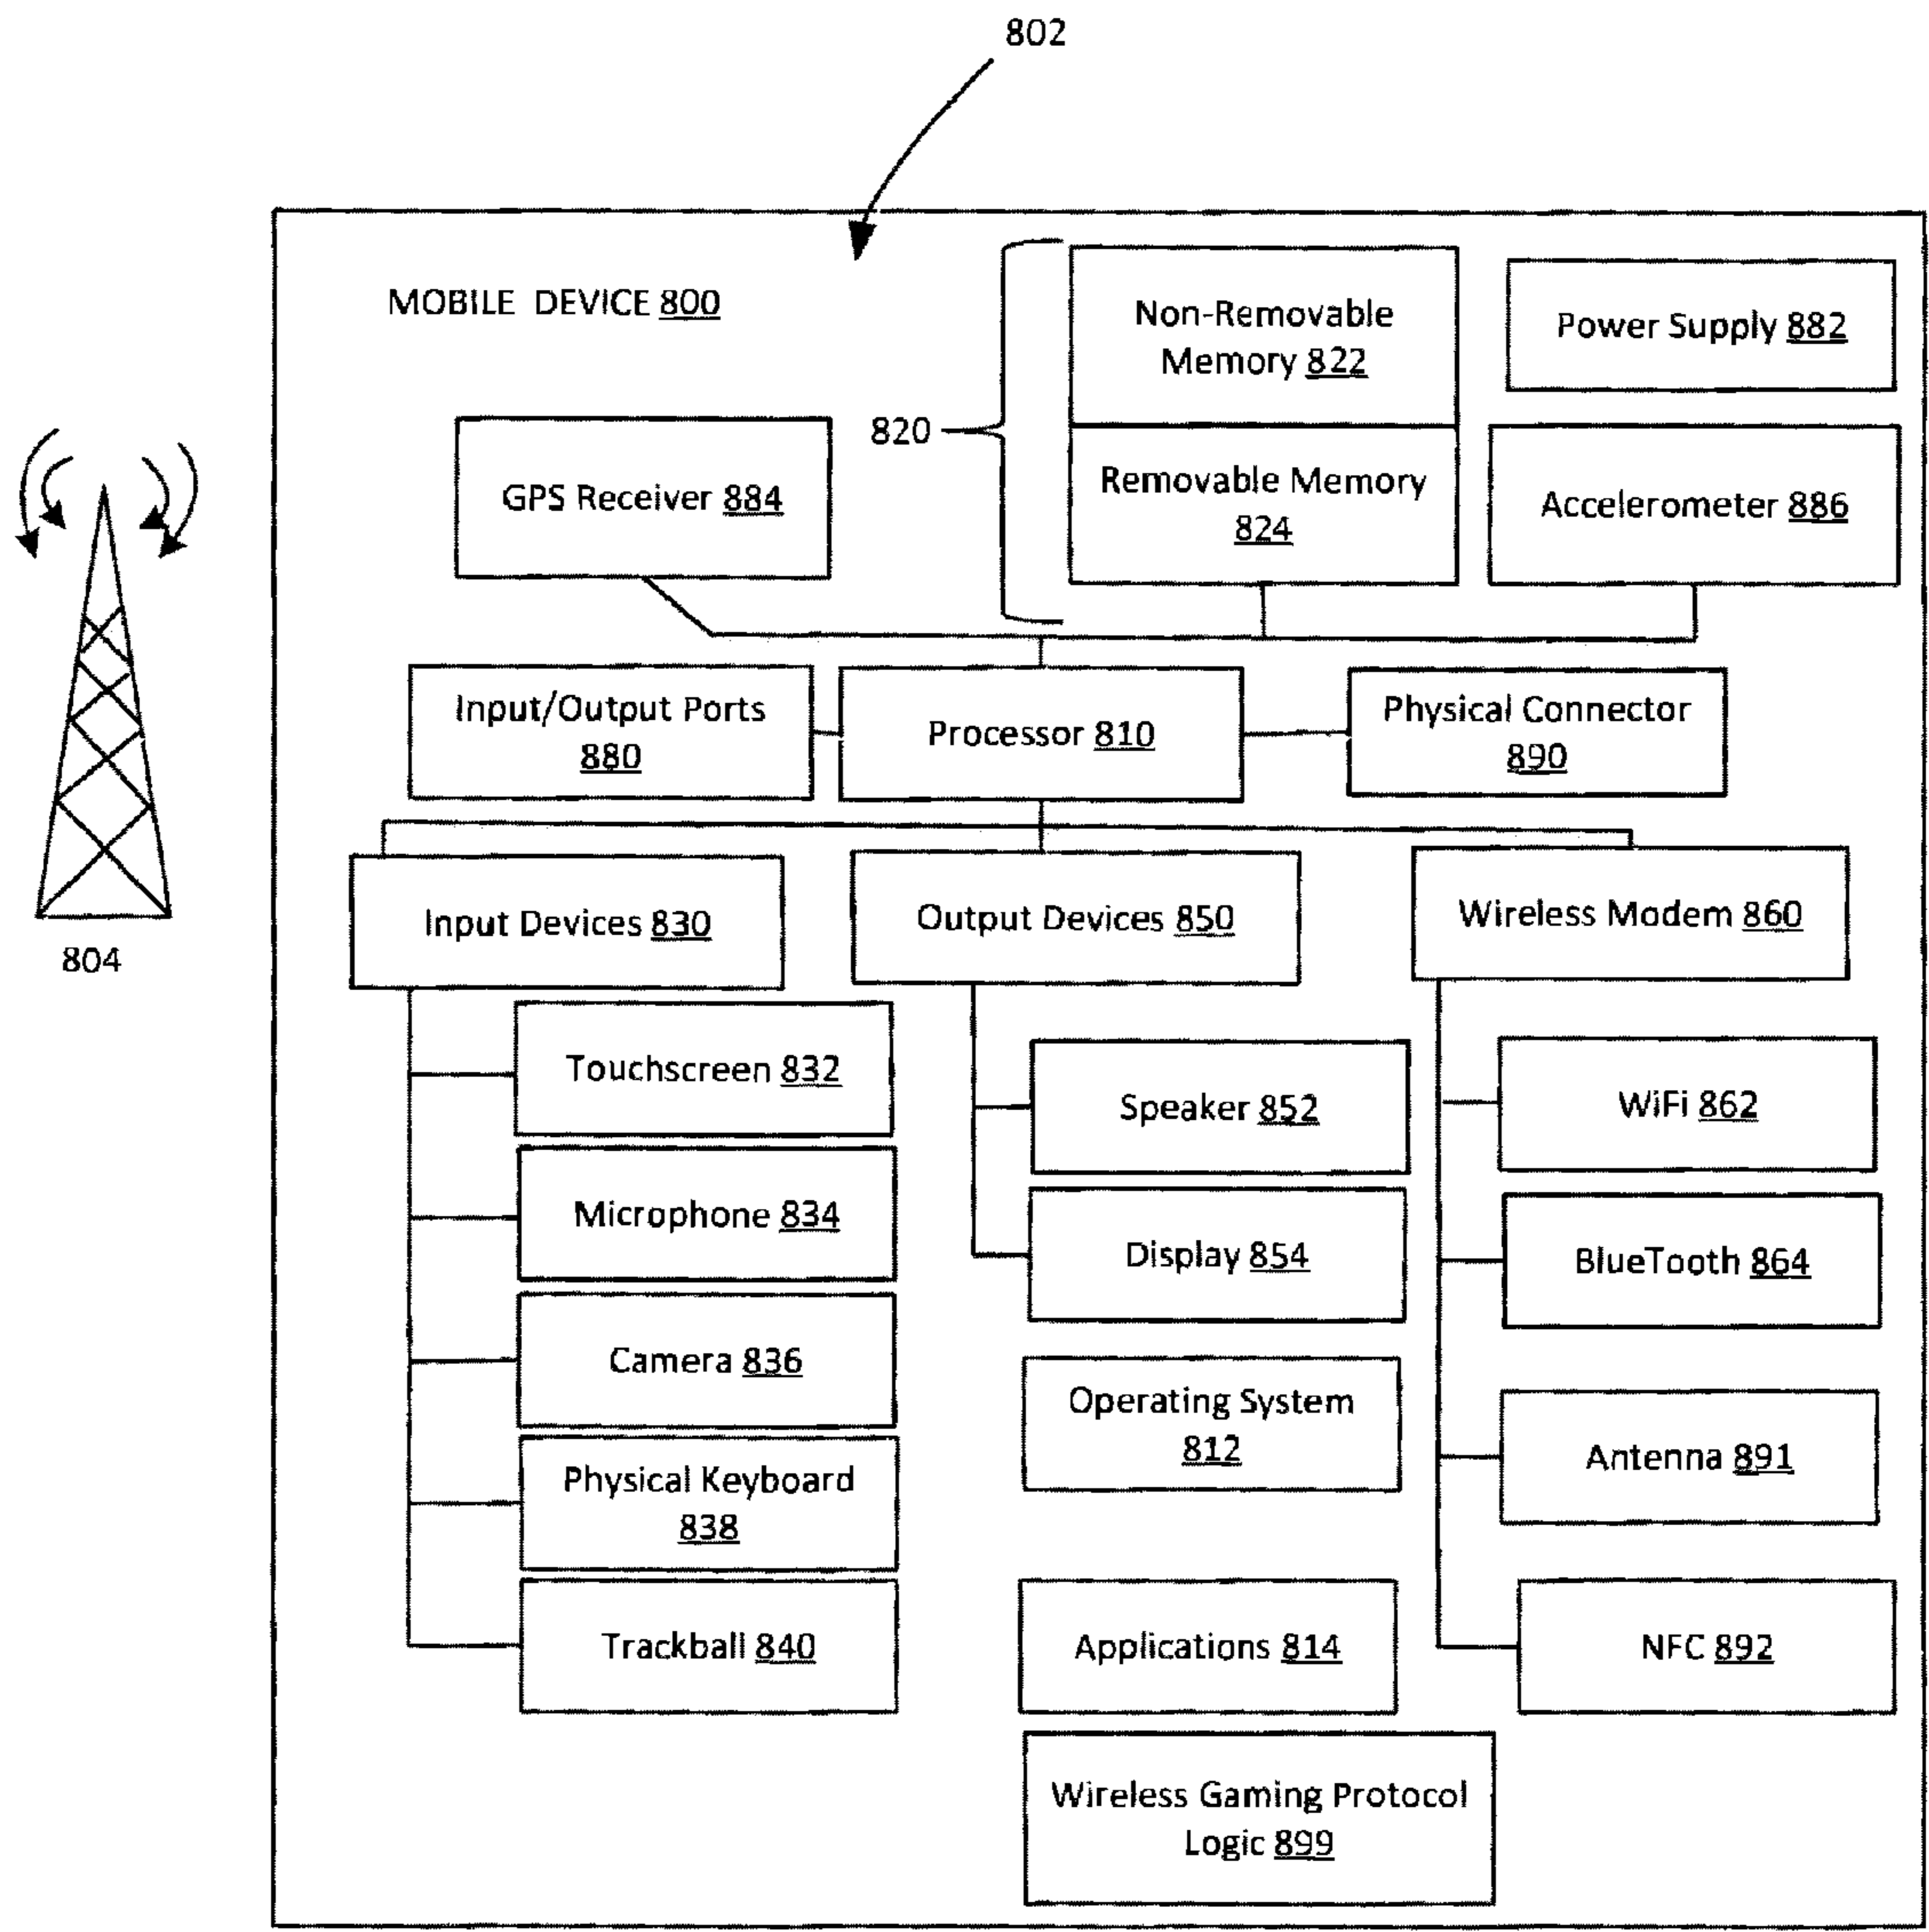 802
MOBILE DEVICE 800
Non-Removable
Memory 822
Power Supply 882
820
GPS Receiver 884
Removable Memory
824
Accelerometer 886
Input/Output Ports
880
Processor 810
Physical Connector
890
Input Devices 830
Output Devices 850
Wireless Modem 860
804
Touchscreen 832
Speaker 852
WiFi 862
Microphone 834
Display 854
BlueTooth 864
Camera 836
Operating System
812
Antenna 891
Physical Keyboard
838
Trackball 840
Applications 814
NFC 892
Wireless Gaming Protocol
Logic 899